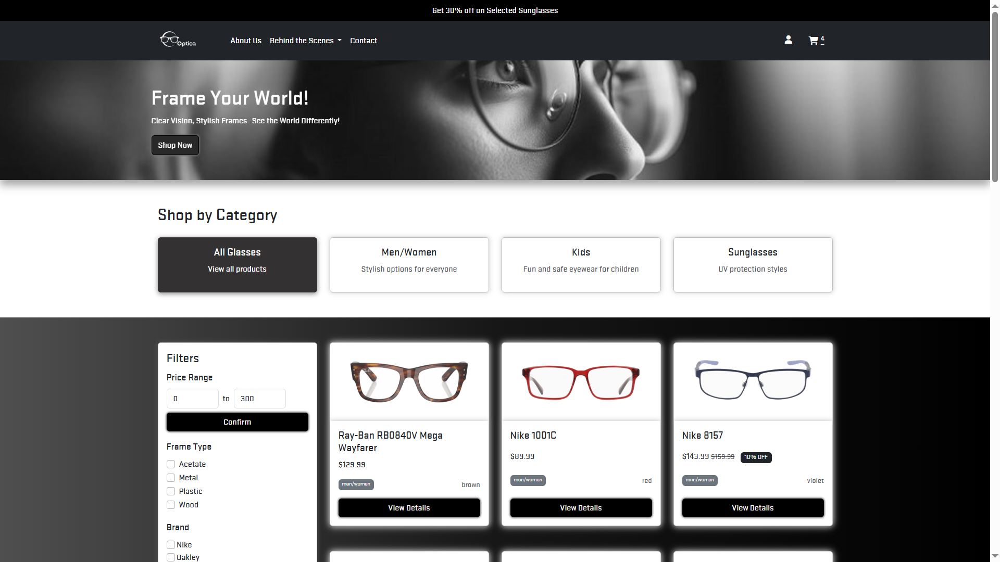 Get 30% off on Selected Sunglasses
Optica
About Us
Behind the Scenes
Contact
4
Frame Your World!
Clear Vision, Stylish Frames—See the World Differently!
Shop Now
Shop by Category
All Glasses
View all products
Men/Women
Stylish options for everyone
Kids
Fun and safe eyewear for children
Sunglasses
UV protection styles
Filters
Price Range
0 to 300
Confirm
Frame Type
Acetate
Metal
Plastic
Wood
Brand
Nike
Oakley
Ray-Ban RB0840V Mega
Wayfarer
$129.99
men/women
brown
View Details
Nike 1001C
$89.99
men/women
red
View Details
Nike 8157
$143.99 $159.99 10% OFF
men/women
violet
View Details